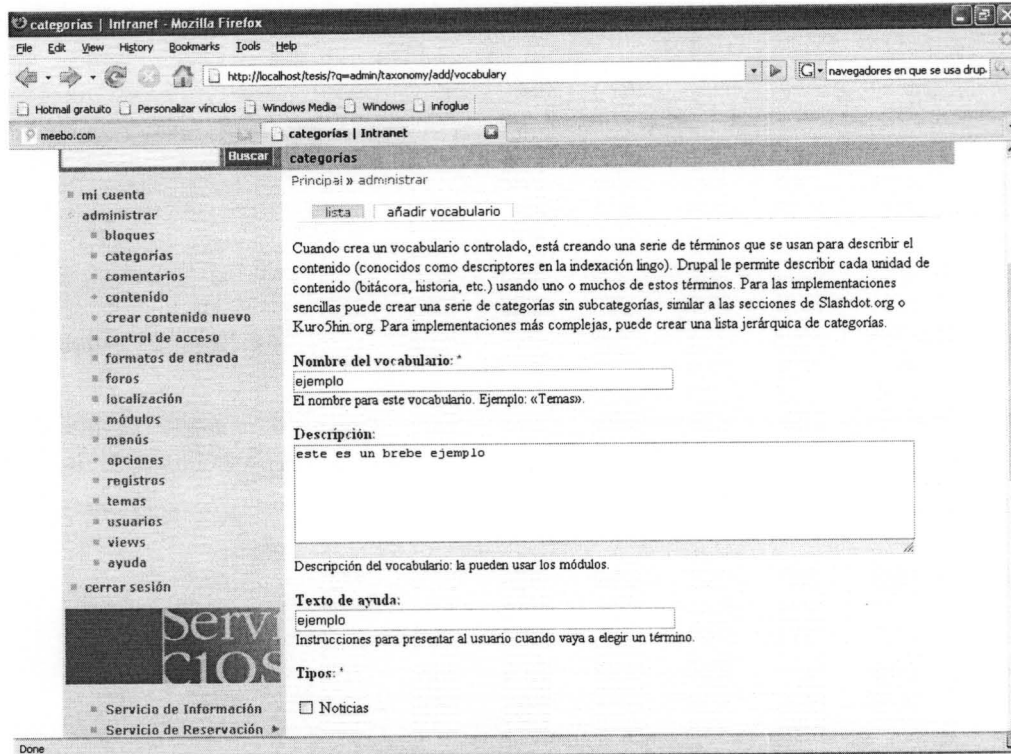 categorías | Intranet - Mozilla Firefox
File Edit View History Bookmarks Tools Help
http://localhost/tesis/?q=admin/taxonomy/add/vocabulary
navegadores en que se usa drup
Hotmail gratuito Personalizar vínculos Windows Media Windows infoglue
meebo.com categorías | Intranet
Buscar
categorías
Principal » administrar
lista añadir vocabulario
mi cuenta
administrar
bloques
categorías
comentarios
contenido
crear contenido nuevo
control de acceso
formatos de entrada
foros
localización
módulos
menús
opciones
registros
temas
usuarios
views
ayuda
cerrar sesión
Servi
cios
Servicio de Información
Servicio de Reservación
Cuando crea un vocabulario controlado, está creando una serie de términos que se usan para describir el
contenido (conocidos como descriptores en la indexación lingo). Drupal le permite describir cada unidad de
contenido (bitácora, historia, etc.) usando uno o muchos de estos términos. Para las implementaciones
sencillas puede crear una serie de categorías sin subcategorías, similar a las secciones de Slashdot.org o
Kuro5hin.org. Para implementaciones más complejas, puede crear una lista jerárquica de categorías.
Nombre del vocabulario: *
ejemplo
El nombre para este vocabulario. Ejemplo: «Temas».
Descripción:
este es un brebe ejemplo
Descripción del vocabulario: la pueden usar los módulos.
Texto de ayuda:
ejemplo
Instrucciones para presentar al usuario cuando vaya a elegir un término.
Tipos: *
Noticias
Done